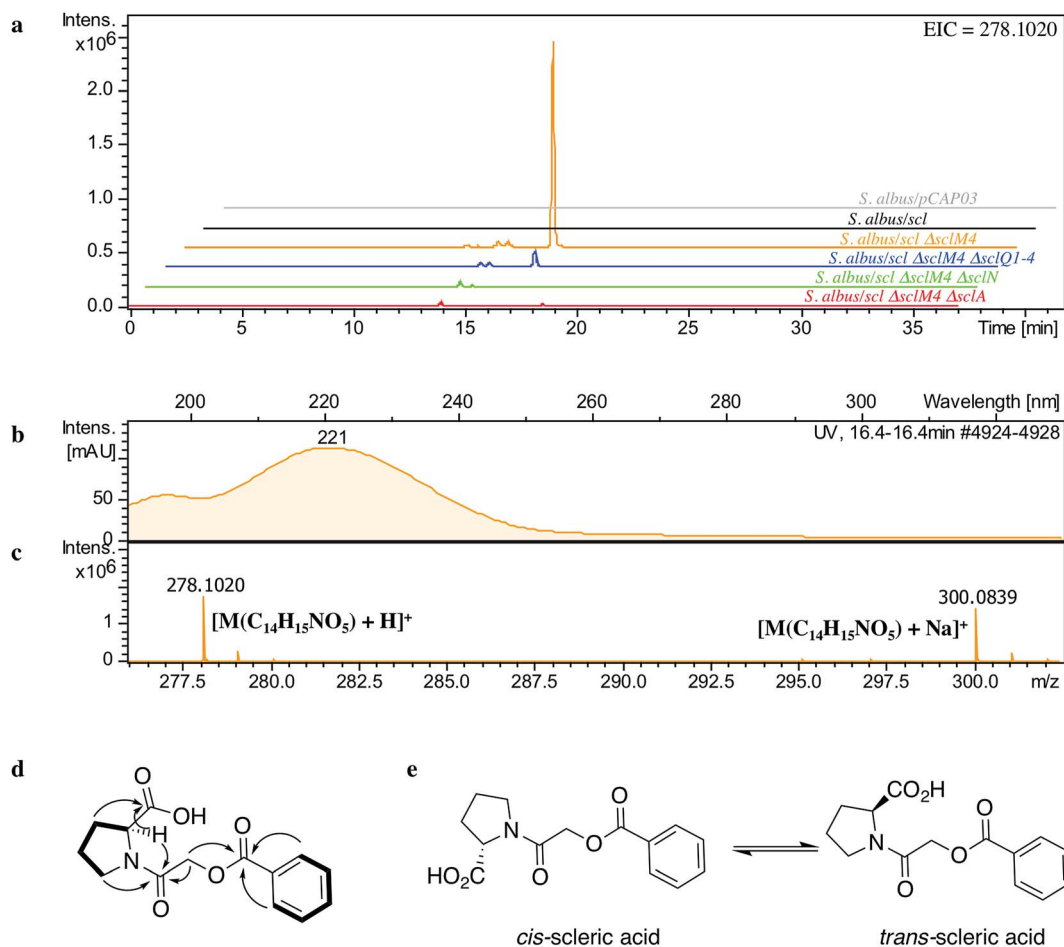 a
Intens.
x10⁶
EIC = 278.1020
2.0
1.5
1.0
0.5
0.0
S. albus/pCAP03
S. albus/scl
S. albus/scl ΔsclM4
S. albus/scl ΔsclM4 ΔsclQ1-4
S. albus/scl ΔsclM4 ΔsclN
S. albus/scl ΔsclM4 ΔsclA
0 5 10 15 20 25 30 35 Time [min]
200 220 240 260 280 300 Wavelength [nm]
b
Intens.
[mAU]
221
UV, 16.4-16.4min #4924-4928
50
0
c
Intens.
x10⁶
278.1020
300.0839
[M(C₁₄H₁₅NO₅) + H]⁺
[M(C₁₄H₁₅NO₅) + Na]⁺
1
0
277.5 280.0 282.5 285.0 287.5 290.0 292.5 295.0 297.5 300.0 m/z
d
O
OH
H
N
O
O
O
e
N
O
O
O
HO₂C
cis-scleric acid
CO₂H
N
O
O
O
trans-scleric acid